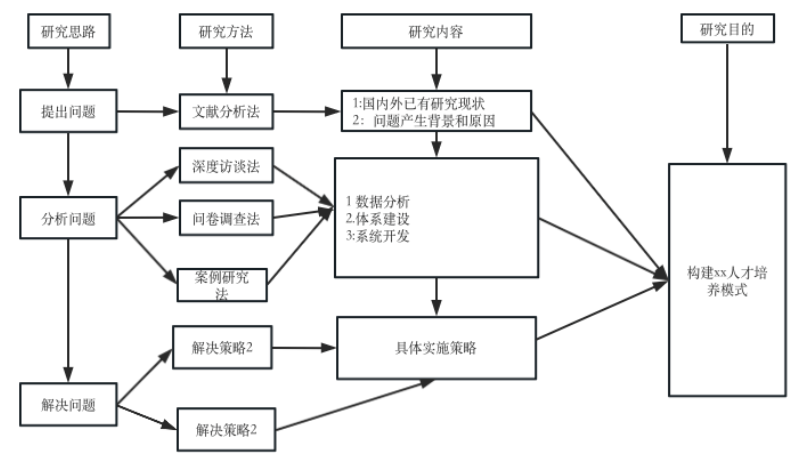 研究思路
研究方法
研究内容
研究目的
提出问题
文献分析法
1:国内外已有研究现状
2：问题产生背景和原因
深度访谈法
分析问题
问卷调查法
案例研究
法
1 数据分析
2.体系建设
3:系统开发
构建xx人才培
养模式
解决策略2
具体实施策略
解决问题
解决策略2